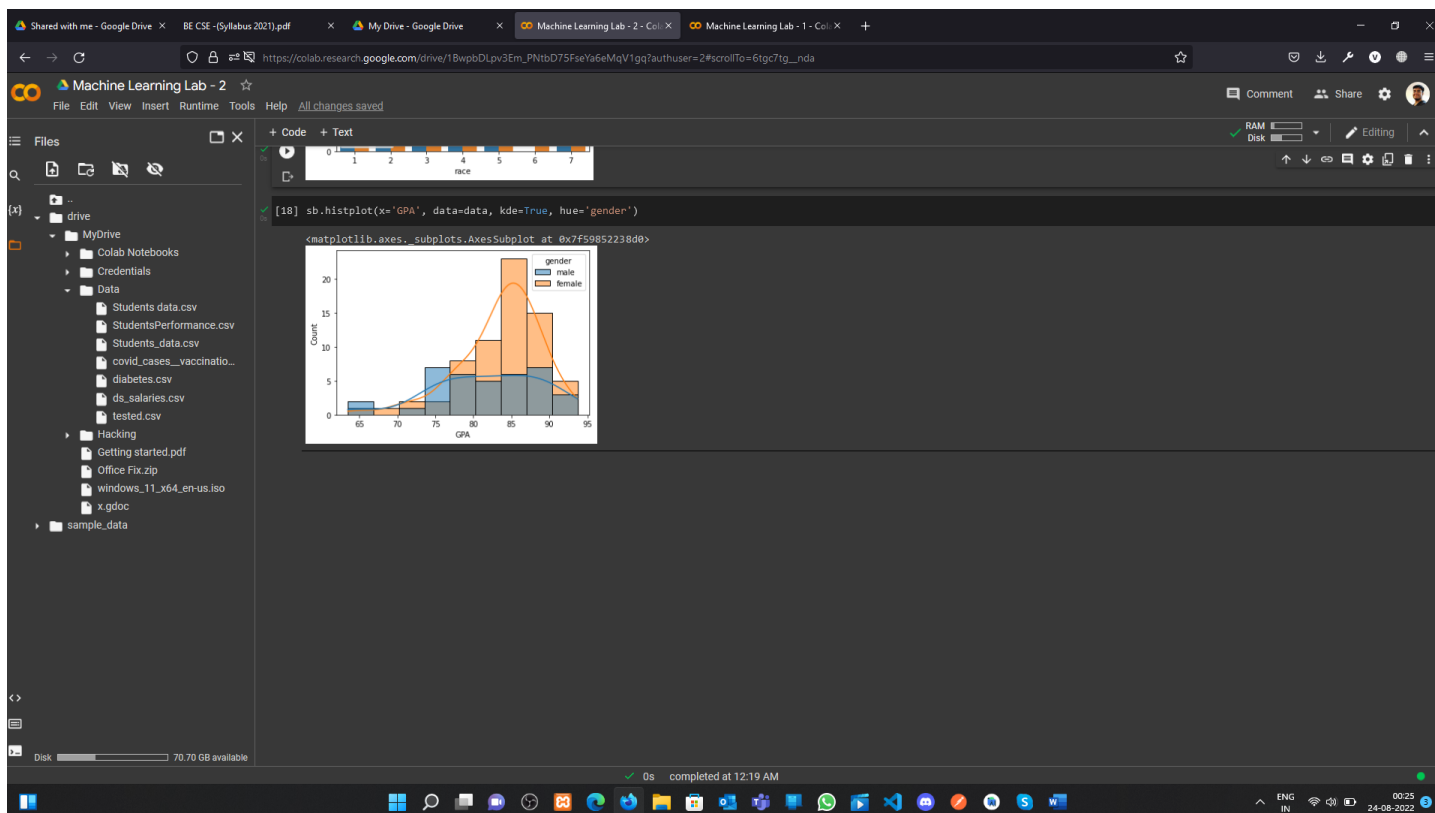 Shared with me - Google Drive
BE CSE -(Syllabus 2021).pdf
My Drive - Google Drive
Machine Learning Lab - 2 - Col
Machine Learning Lab - 1 - Col
https://colab.research.google.com/drive/1BwpbDLpv3Em_PNtbD75FseYa6eMqV1gq?authuser=2#scrollTo=6tgc7tg__nda
Machine Learning Lab - 2
File Edit View Insert Runtime Tools Help All changes saved
Comment Share
Files
+ Code + Text
RAM
Disk
Editing
{x}
..
drive
MyDrive
Colab Notebooks
Credentials
Data
Students data.csv
StudentsPerformance.csv
Students_data.csv
covid_cases__vaccinatio...
diabetes.csv
ds_salaries.csv
tested.csv
Hacking
Getting started.pdf
Office Fix.zip
windows_11_x64_en-us.iso
x.gdoc
sample_data
0s
0
1 2 3 4 5 6 7
race
0s
[18] sb.histplot(x='GPA', data=data, kde=True, hue='gender')
<matplotlib.axes._subplots.AxesSubplot at 0x7f59852238d0>
gender
male
female
Count
20
15
10
5
0
65 70 75 80 85 90 95
GPA
Disk 70.70 GB available
0s completed at 12:19 AM
ENG
IN
00:25
24-08-2022
3